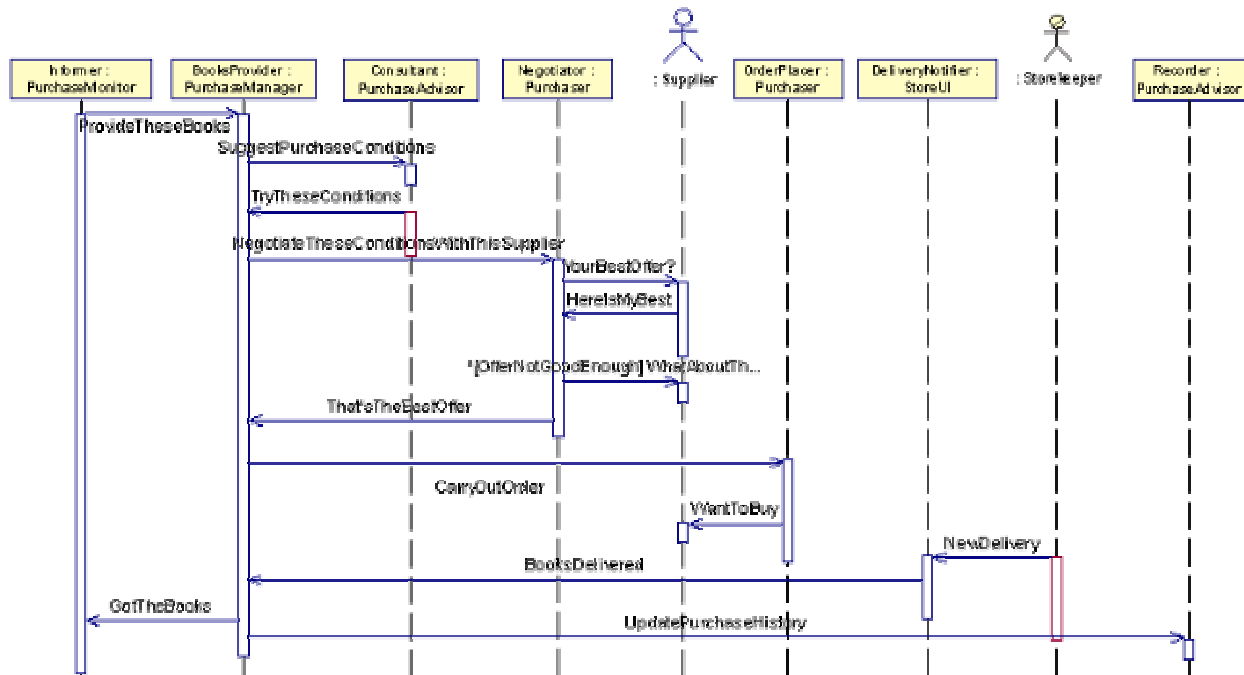 Informer :
PurchaseMonitor
BooksProvider :
PurchaseManager
Consultant :
PurchaseAdvisor
Negotiator :
Purchaser
: Supplier
OrderPlacer :
Purchaser
DeliveryNotifier :
StoreUI
: Storekeeper
Recorder :
PurchaseAdvisor
ProvideTheseBooks
SuggestPurchaseConditions
TryTheseConditions
NegotiateTheseConditionsWithThisSupplier
YourBestOffer?
HereIsMyBest
*[OfferNotGoodEnough] WhatAboutTh...
That'sTheBestOffer
CarryOutOrder
WantToBuy
NewDelivery
BooksDelivered
GotTheBooks
UpdatePurchaseHistory